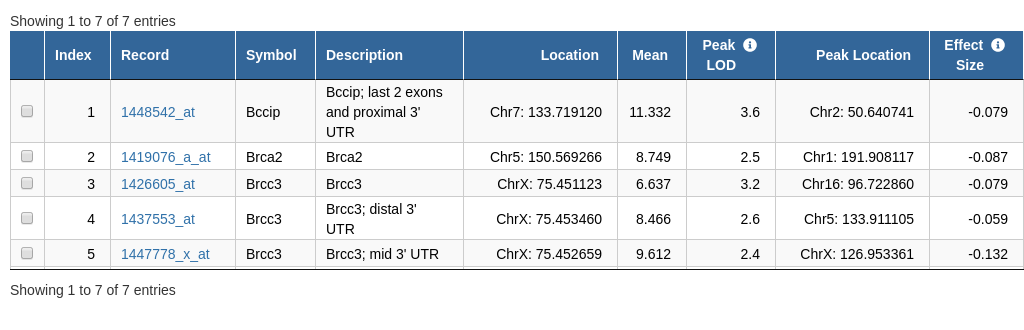 Showing 1 to 7 of 7 entries
Index Record Symbol Description Location Mean Peak LOD Peak Location Effect Size
1 1448542_at Bccip Bccip; last 2 exons and proximal 3' UTR Chr7: 133.719120 11.332 3.6 Chr2: 50.640741 -0.079
2 1419076_a_at Brca2 Brca2 Chr5: 150.569266 8.749 2.5 Chr1: 191.908117 -0.087
3 1426605_at Brcc3 Brcc3 ChrX: 75.451123 6.637 3.2 Chr16: 96.722860 -0.079
4 1437553_at Brcc3 Brcc3; distal 3' UTR ChrX: 75.453460 8.466 2.6 Chr5: 133.911105 -0.059
5 1447778_x_at Brcc3 Brcc3; mid 3' UTR ChrX: 75.452659 9.612 2.4 ChrX: 126.953361 -0.132
Showing 1 to 7 of 7 entries